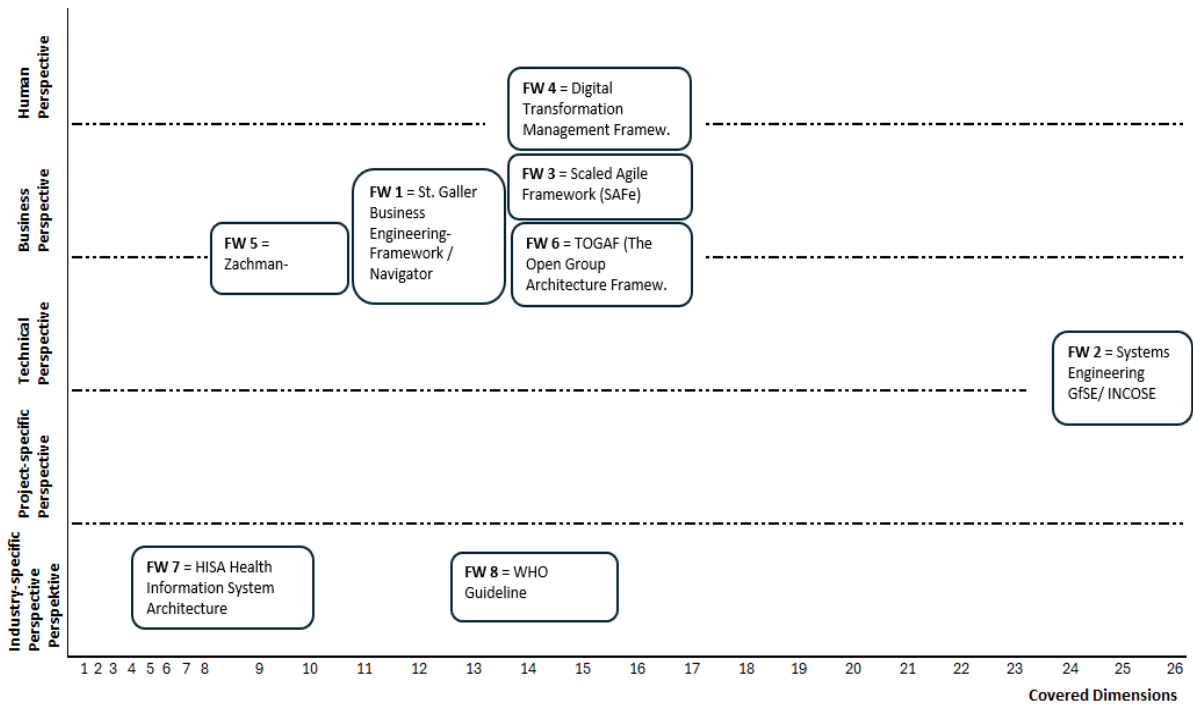 Human
Perspective
FW 4 = Digital
Transformation
Management Framew.
Business
Perspective
FW 3 = Scaled Agile
Framework (SAFe)
FW 1 = St. Galler
Business
Engineering-
Framework /
Navigator
FW 5 =
Zachman-
FW 6 = TOGAF (The
Open Group
Architecture Framew.
Technical
Perspective
FW 2 = Systems
Engineering
GfSE/ INCOSE
Project-specific
Perspective
Industry-specific
Perspective
Perspektive
FW 7 = HISA Health
Information System
Architecture
FW 8 = WHO
Guideline
1 2 3 4 5 6 7 8 9 10 11 12 13 14 15 16 17 18 19 20 21 22 23 24 25 26
Covered Dimensions